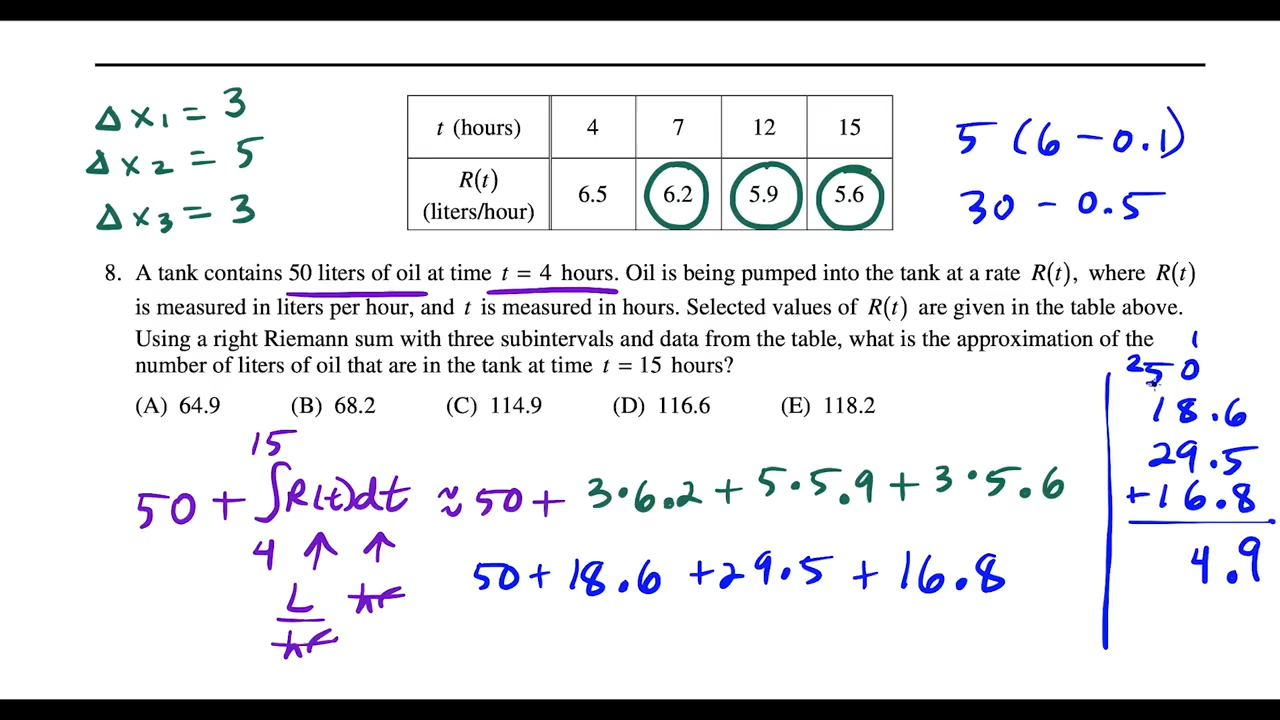 Δx1 = 3
Δx2 = 5
Δx3 = 3
t (hours) 4 7 12 15
R(t) (liters/hour) 6.5 6.2 5.9 5.6
5 (6 − 0.1)
30 − 0.5
8. A tank contains 50 liters of oil at time t = 4 hours. Oil is being pumped into the tank at a rate R(t), where R(t)
is measured in liters per hour, and t is measured in hours. Selected values of R(t) are given in the table above.
Using a right Riemann sum with three subintervals and data from the table, what is the approximation of the
number of liters of oil that are in the tank at time t = 15 hours?
(A) 64.9 (B) 68.2 (C) 114.9 (D) 116.6 (E) 118.2
15
50 + ∫R(t)dt ≈ 50 + 3·6.2 + 5·5.9 + 3·5.6
4
L
hr hr
50 + 18.6 + 29.5 + 16.8
2 1
50
18.6
29.5
+16.8
4.9